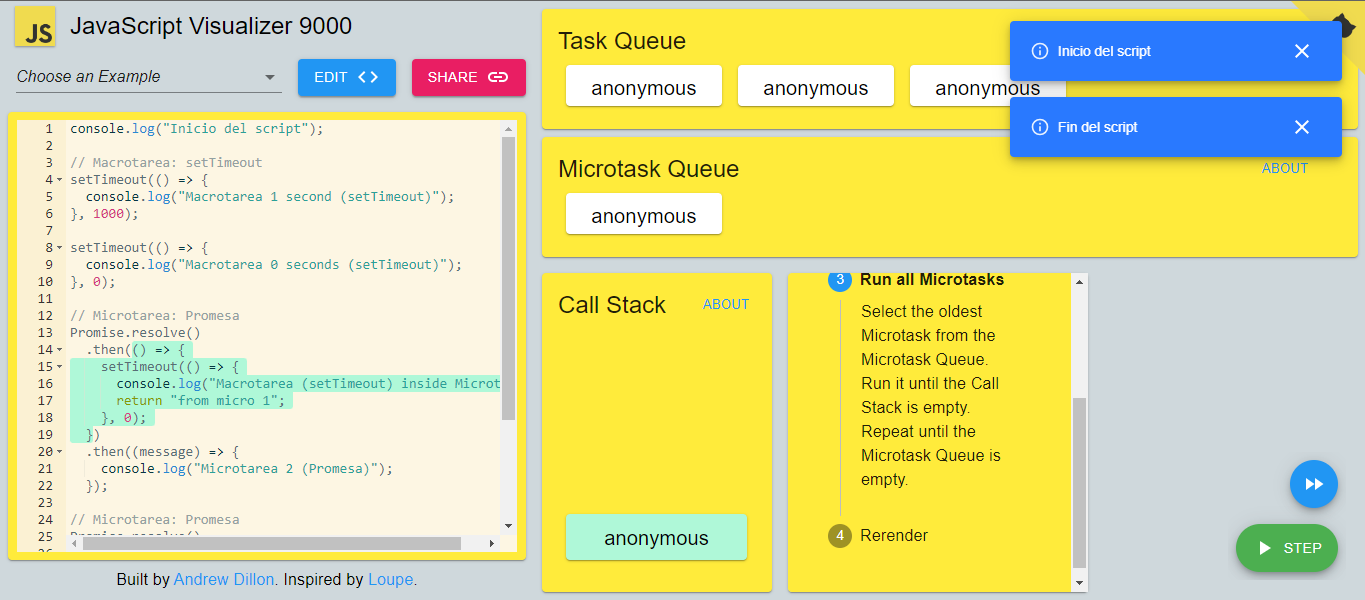 JS
JavaScript Visualizer 9000
Choose an Example
EDIT
SHARE
1 console.log("Inicio del script");
2
3 // Macrotarea: setTimeout
4 setTimeout(() => {
5 console.log("Macrotarea 1 second (setTimeout)");
6 }, 1000);
7
8 setTimeout(() => {
9 console.log("Macrotarea 0 seconds (setTimeout)");
10 }, 0);
11
12 // Microtarea: Promesa
13 Promise.resolve()
14 .then(() => {
15 setTimeout(() => {
16 console.log("Macrotarea (setTimeout) inside Microt
17 return "from micro 1";
18 }, 0);
19 })
20 .then((message) => {
21 console.log("Microtarea 2 (Promesa)");
22 });
23
24 // Microtarea: Promesa
25
Built by Andrew Dillon. Inspired by Loupe.
Task Queue
anonymous anonymous anonymous
Inicio del script
Fin del script
Microtask Queue
ABOUT
anonymous
Call Stack
ABOUT
anonymous
3 Run all Microtasks
Select the oldest
Microtask from the
Microtask Queue.
Run it until the Call
Stack is empty.
Repeat until the
Microtask Queue is
empty.
4 Rerender
STEP